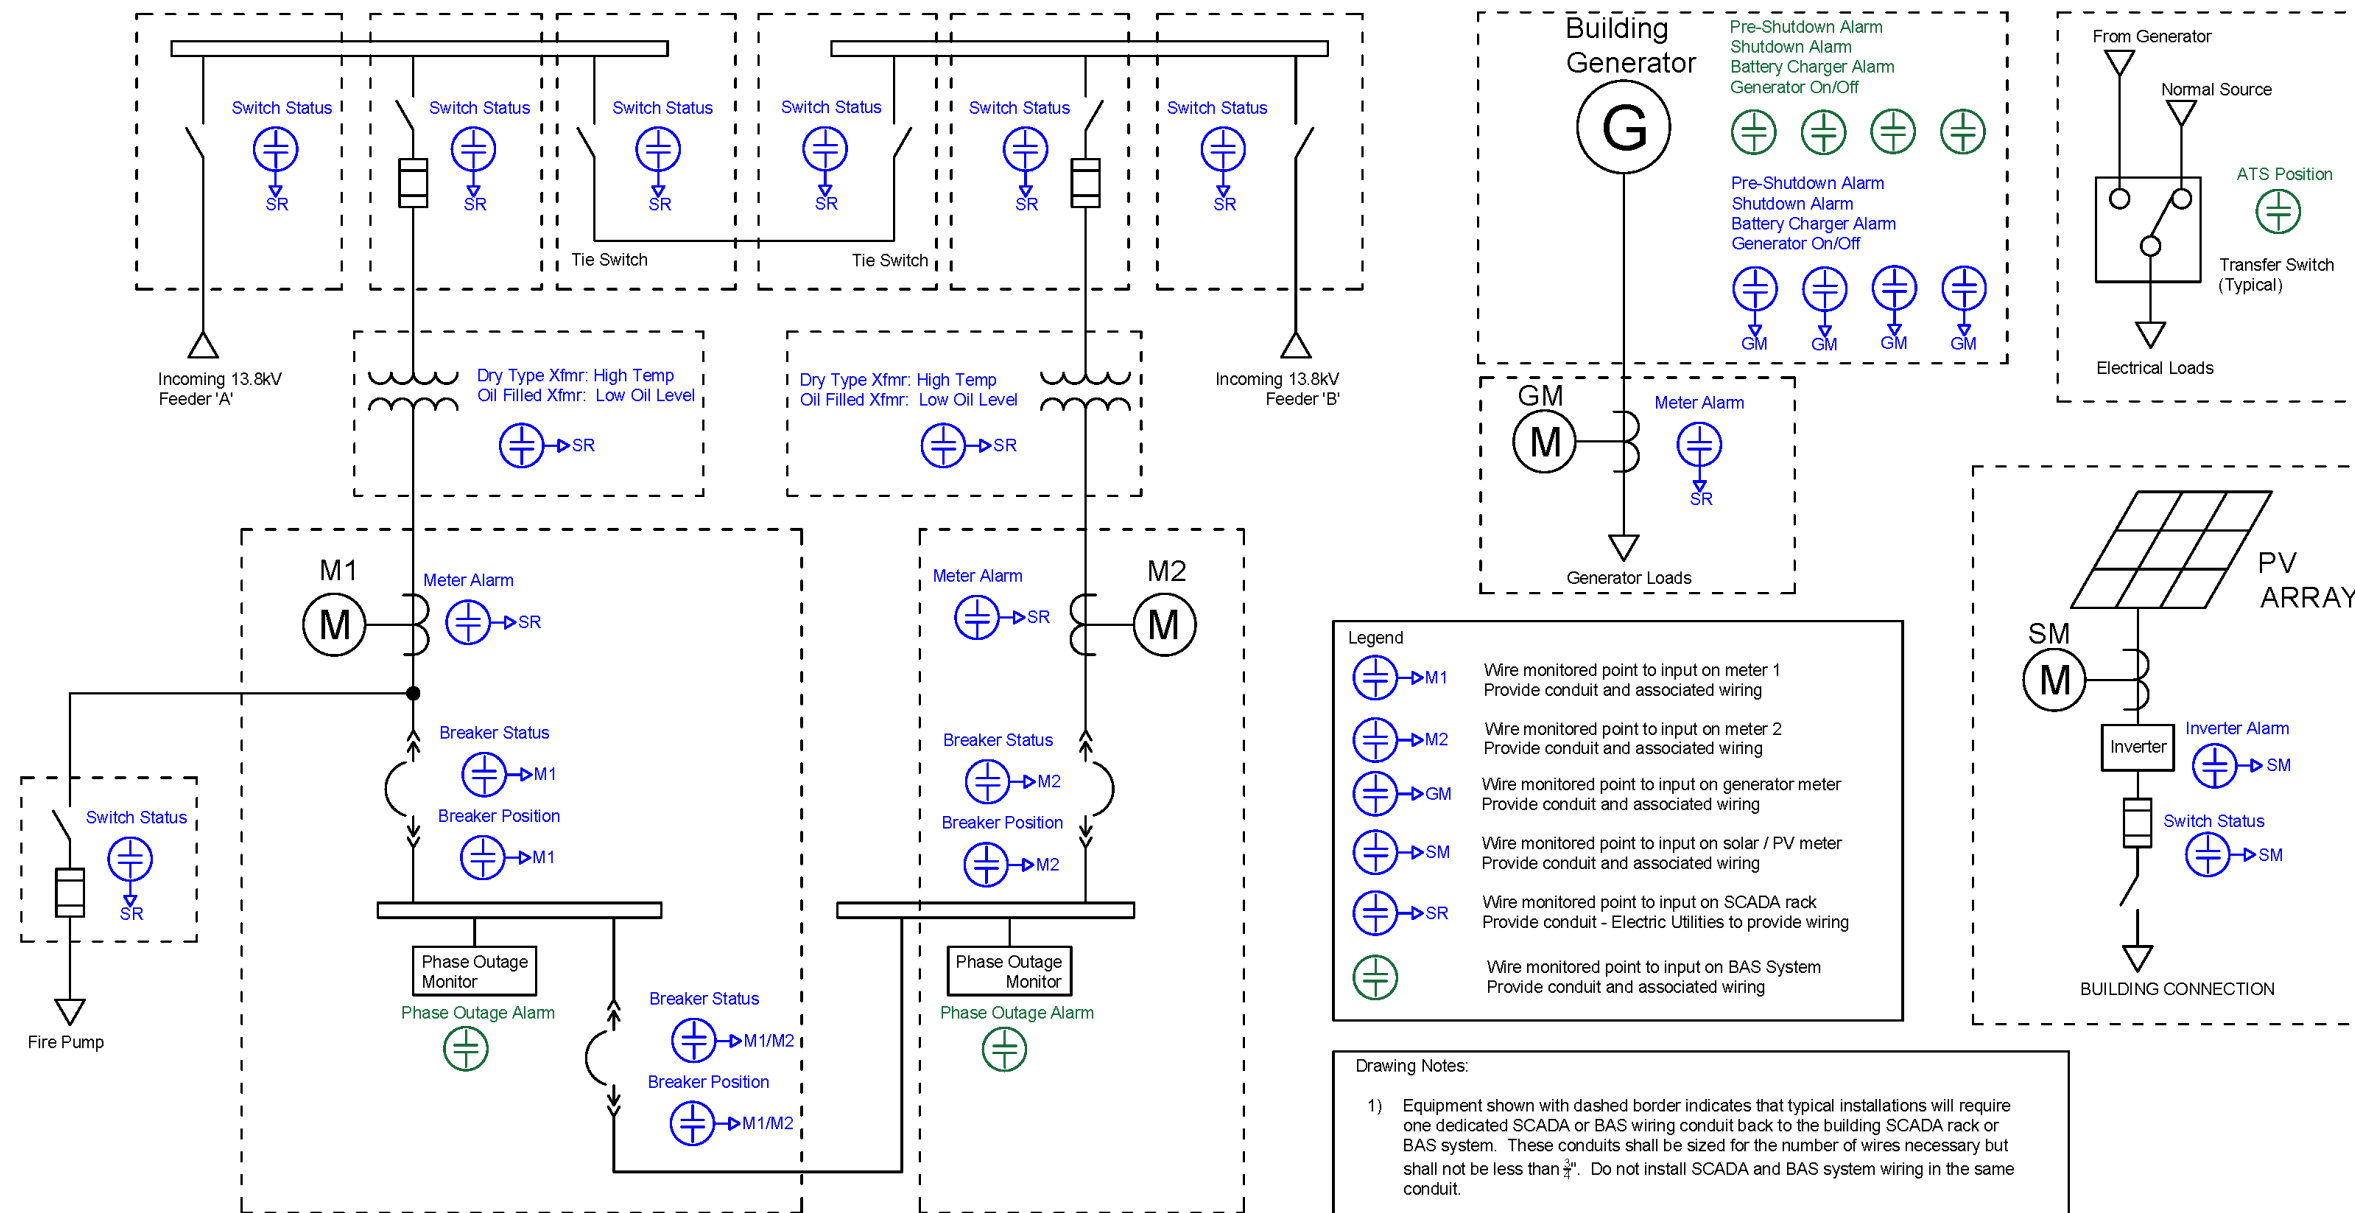 Switch Status
SR
Switch Status
SR
Switch Status
SR
Switch Status
SR
Switch Status
SR
Switch Status
SR
Tie Switch
Tie Switch
Incoming 13.8kV
Feeder 'A'
Dry Type Xfmr: High Temp
Oil Filled Xfmr: Low Oil Level
SR
Dry Type Xfmr: High Temp
Oil Filled Xfmr: Low Oil Level
SR
Incoming 13.8kV
Feeder 'B'
M1
M
Meter Alarm
SR
Meter Alarm
SR
M2
M
Breaker Status
M1
Breaker Position
M1
Breaker Status
M2
Breaker Position
M2
Switch Status
SR
Fire Pump
Phase Outage
Monitor
Phase Outage Alarm
Breaker Status
M1/M2
Breaker Position
M1/M2
Phase Outage
Monitor
Phase Outage Alarm
Building
Generator
G
Pre-Shutdown Alarm
Shutdown Alarm
Battery Charger Alarm
Generator On/Off
Pre-Shutdown Alarm
Shutdown Alarm
Battery Charger Alarm
Generator On/Off
GM
GM
GM
GM
GM
M
Meter Alarm
SR
Generator Loads
From Generator
Normal Source
ATS Position
Transfer Switch
(Typical)
Electrical Loads
PV
ARRAY
SM
M
Inverter
Inverter Alarm
SM
Switch Status
SM
BUILDING CONNECTION
Legend
M1
Wire monitored point to input on meter 1
Provide conduit and associated wiring
M2
Wire monitored point to input on meter 2
Provide conduit and associated wiring
GM
Wire monitored point to input on generator meter
Provide conduit and associated wiring
SM
Wire monitored point to input on solar / PV meter
Provide conduit and associated wiring
SR
Wire monitored point to input on SCADA rack
Provide conduit - Electric Utilities to provide wiring
Wire monitored point to input on BAS System
Provide conduit and associated wiring
Drawing Notes:
1) Equipment shown with dashed border indicates that typical installations will require
one dedicated SCADA or BAS wiring conduit back to the building SCADA rack or
BAS system. These conduits shall be sized for the number of wires necessary but
shall not be less than 3/4". Do not install SCADA and BAS system wiring in the same
conduit.